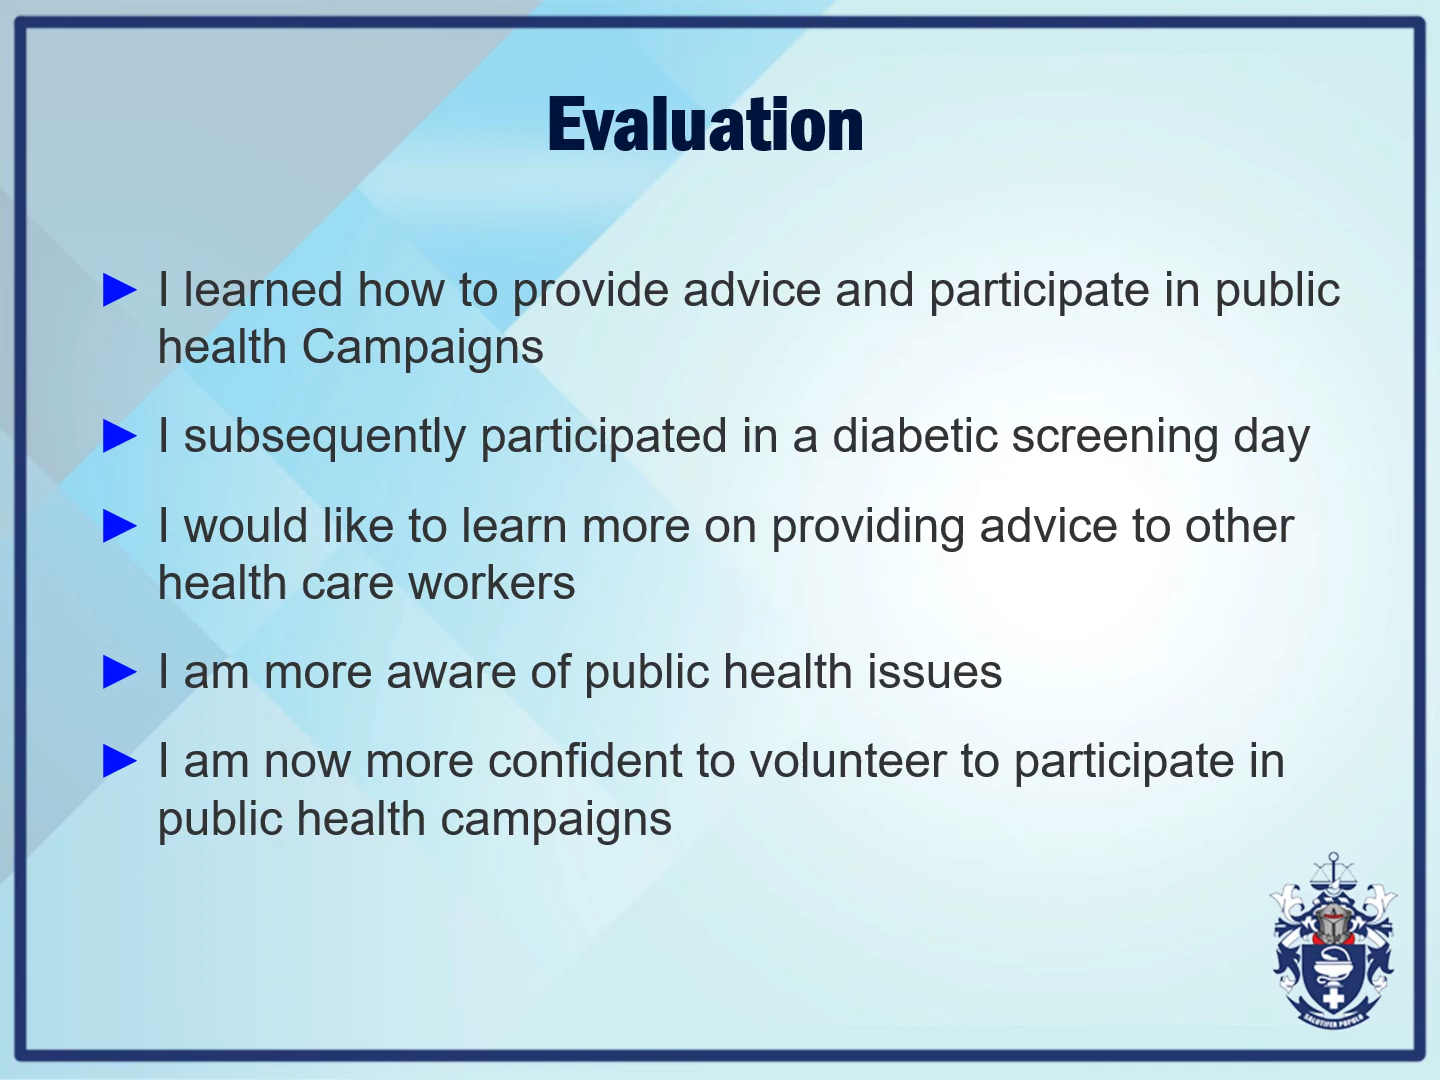 Evaluation
► I learned how to provide advice and participate in public
health Campaigns
► I subsequently participated in a diabetic screening day
► I would like to learn more on providing advice to other
health care workers
► I am more aware of public health issues
► I am now more confident to volunteer to participate in
public health campaigns
SALUTIFER POPULO